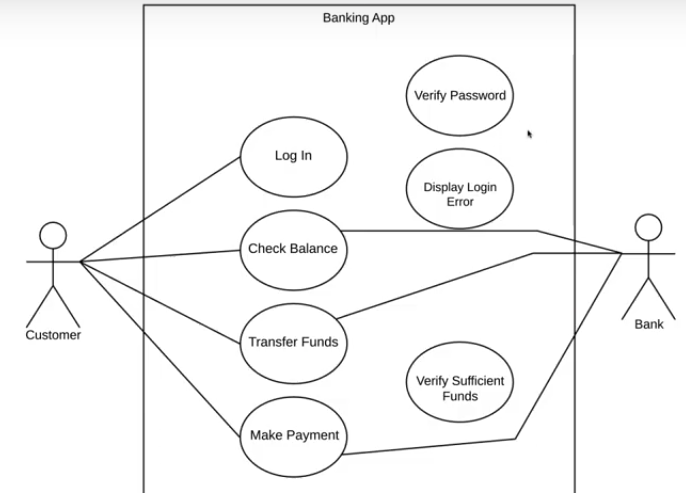 Banking App
Verify Password
Log In
Display Login
Error
Check Balance
Customer
Bank
Transfer Funds
Verify Sufficient
Funds
Make Payment